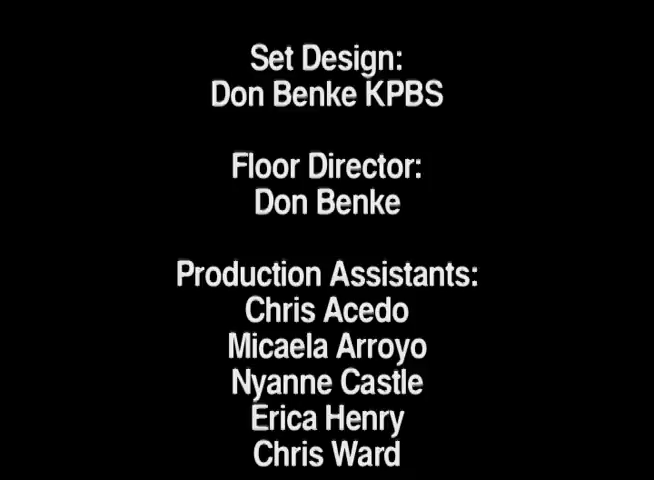 Set Design:
Don Benke KPBS
Floor Director:
Don Benke
Production Assistants:
Chris Acedo
Micaela Arroyo
Nyanne Castle
Erica Henry
Chris Ward